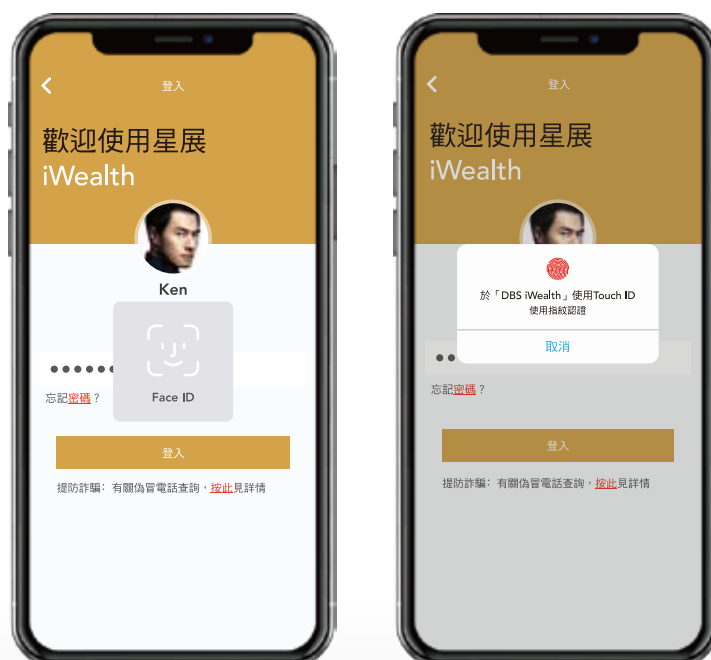 登入
歡迎使用星展
iWealth
Ken
Face ID
忘記密碼？
登入
提防詐騙：有關偽冒電話查詢，按此見詳情
登入
歡迎使用星展
iWealth
於「DBS iWealth」使用Touch ID
使用指紋認證
取消
忘記密碼？
登入
提防詐騙：有關偽冒電話查詢，按此見詳情